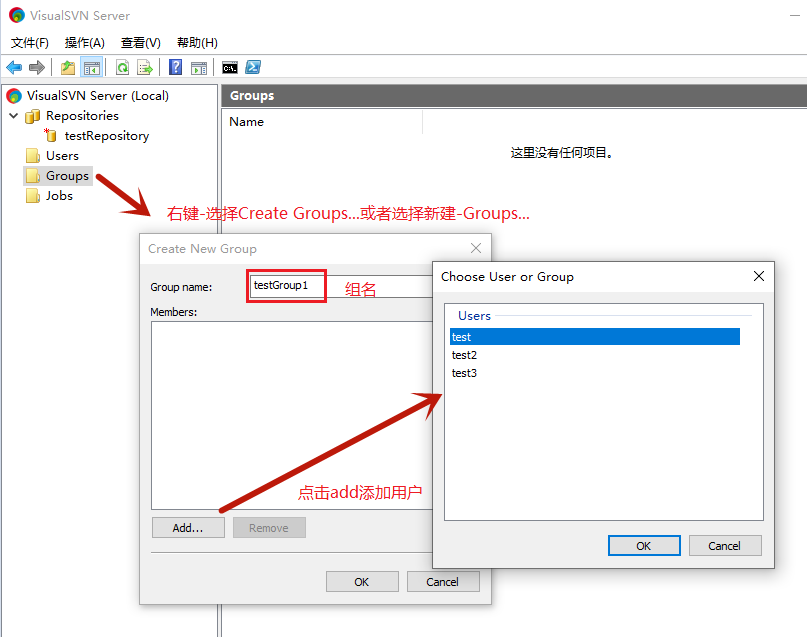 VisualSVN Server
文件(F) 操作(A) 查看(V) 帮助(H)
VisualSVN Server (Local)
Repositories
testRepository
Users
Groups
Jobs
Groups
Name
这里没有任何项目。
右键-选择Create Groups...或者选择新建-Groups...
Create New Group
Group name:
testGroup1
组名
Members:
点击add添加用户
Add...
Remove
OK
Cancel
Choose User or Group
Users
test
test2
test3
OK
Cancel